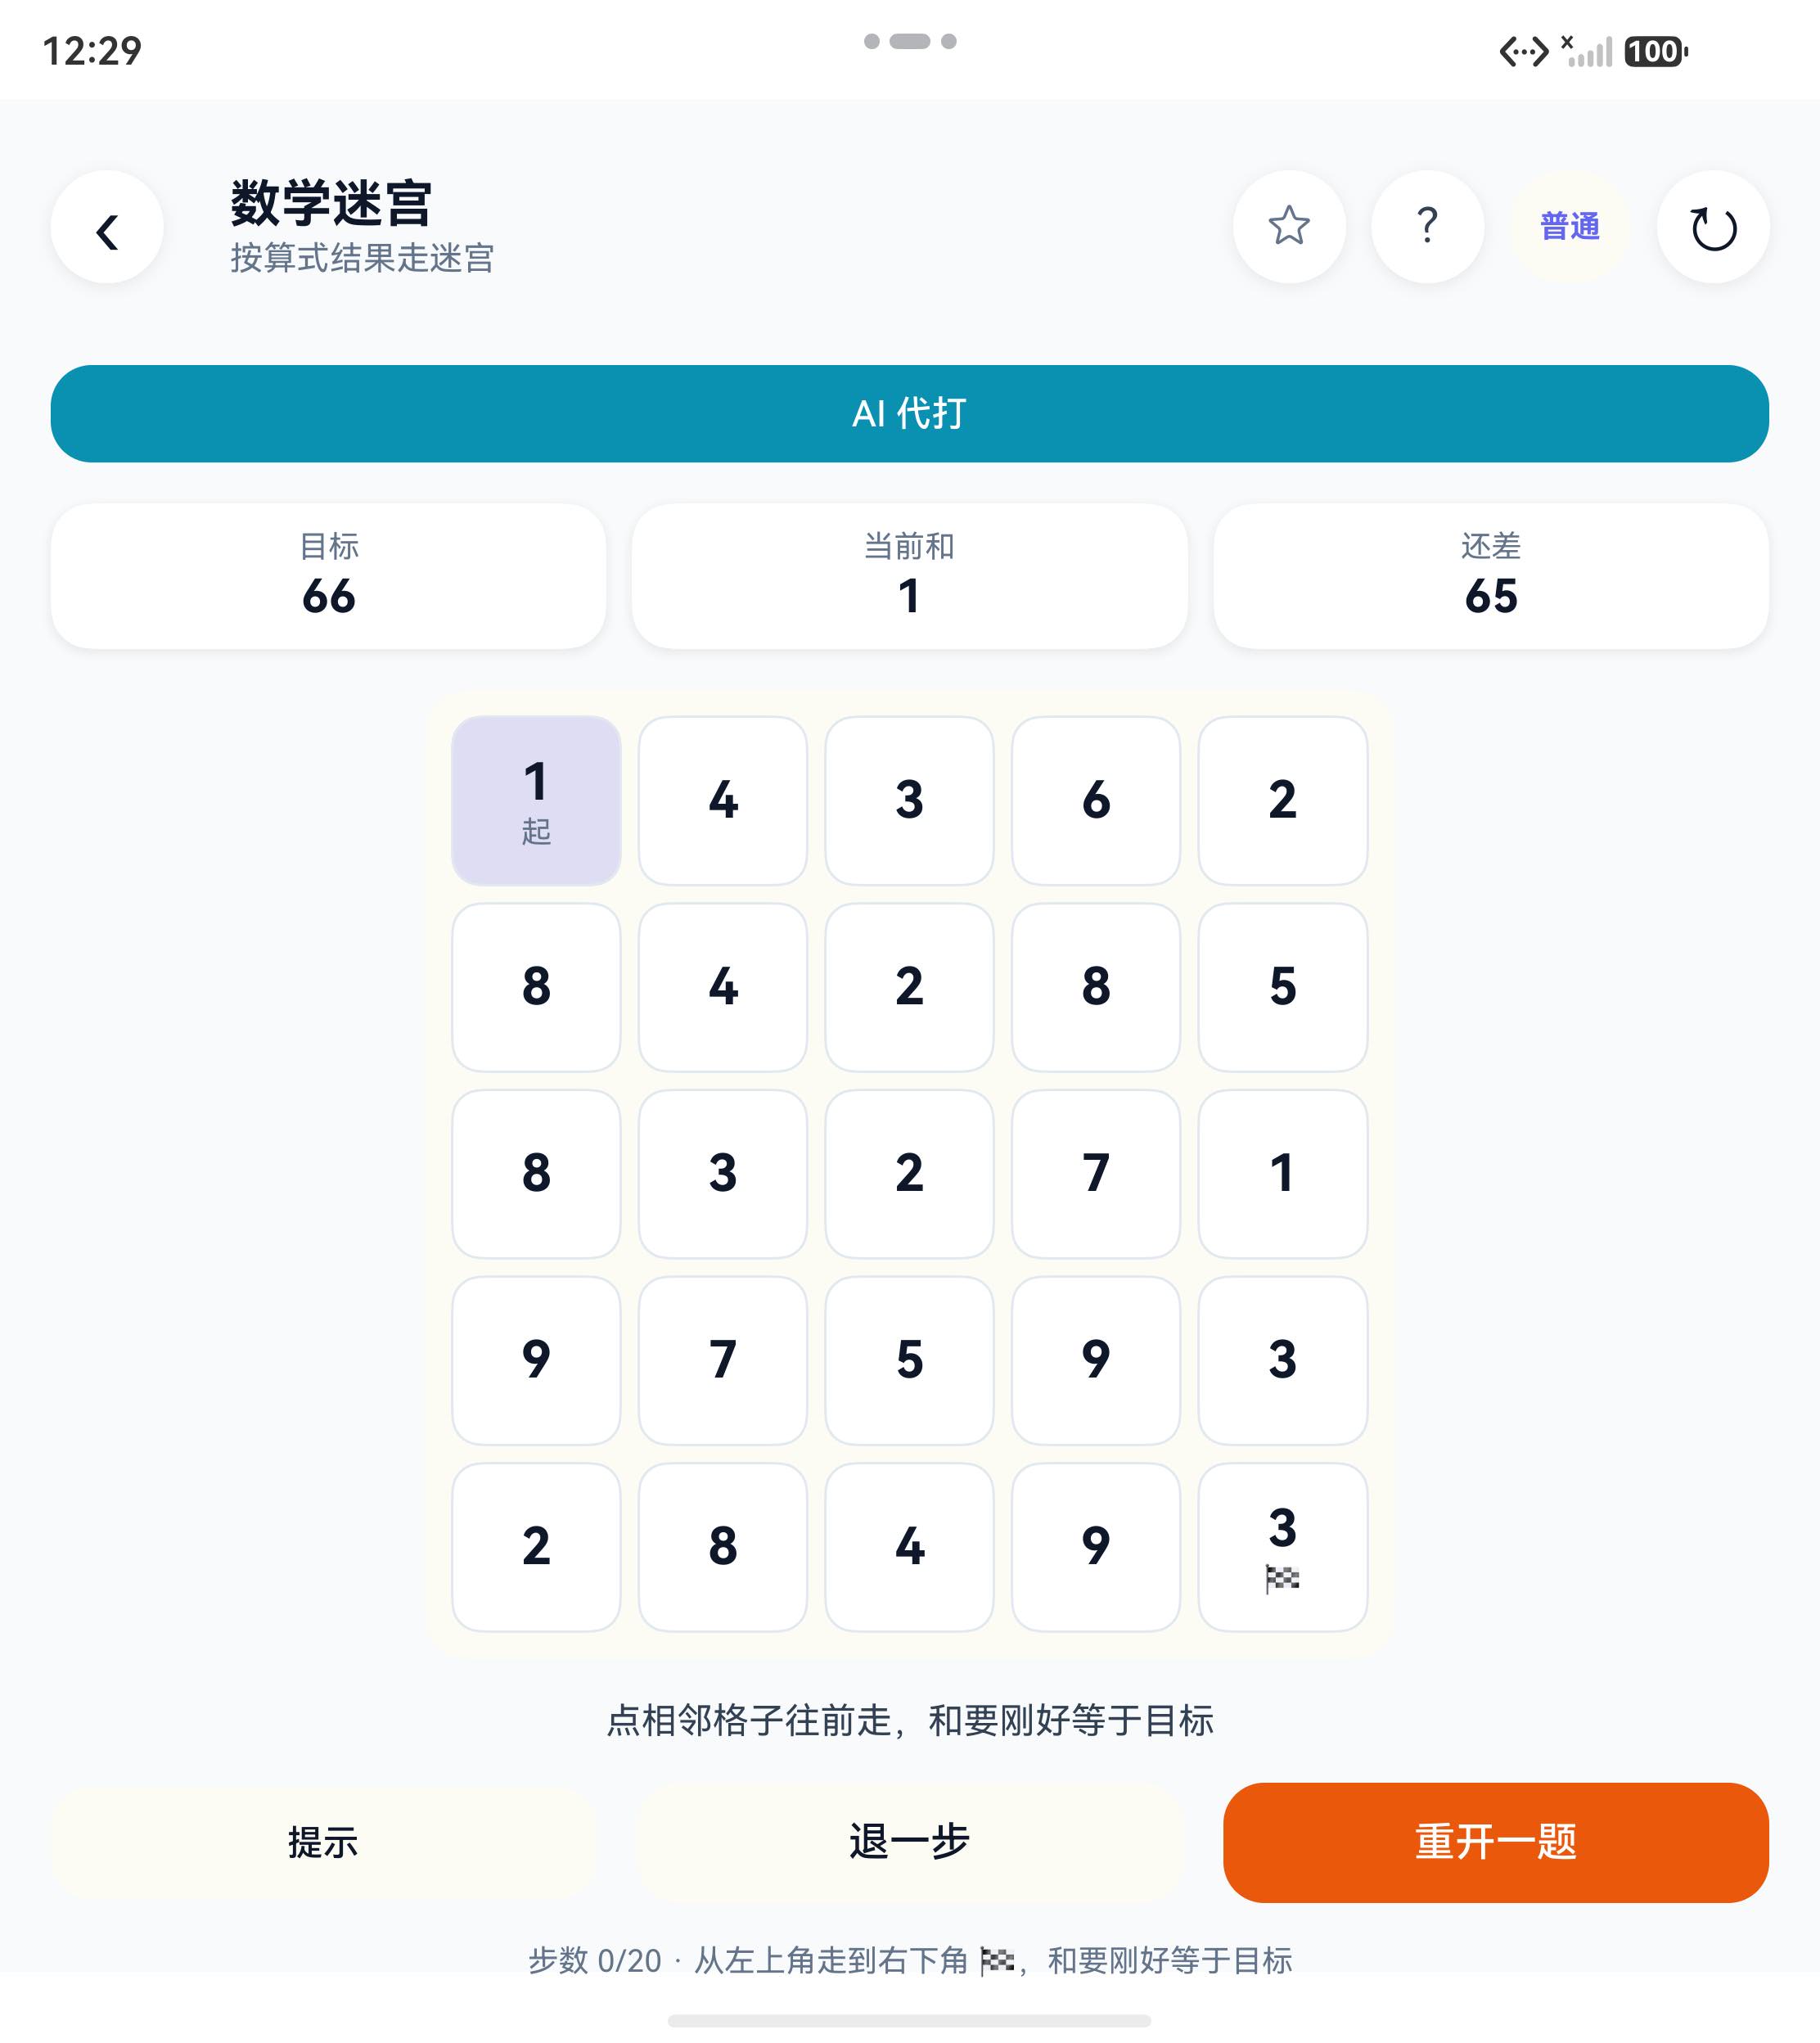 12:29
100
数学迷宫
按算式结果走迷宫
?
普通
AI 代打
目标
66
当前和
1
还差
65
1 4 3 6 2
起
8 4 2 8 5
8 3 2 7 1
9 7 5 9 3
2 8 4 9 3
点相邻格子往前走，和要刚好等于目标
提示
退一步
重开一题
步数 0/20 · 从左上角走到右下角 🏁，和要刚好等于目标